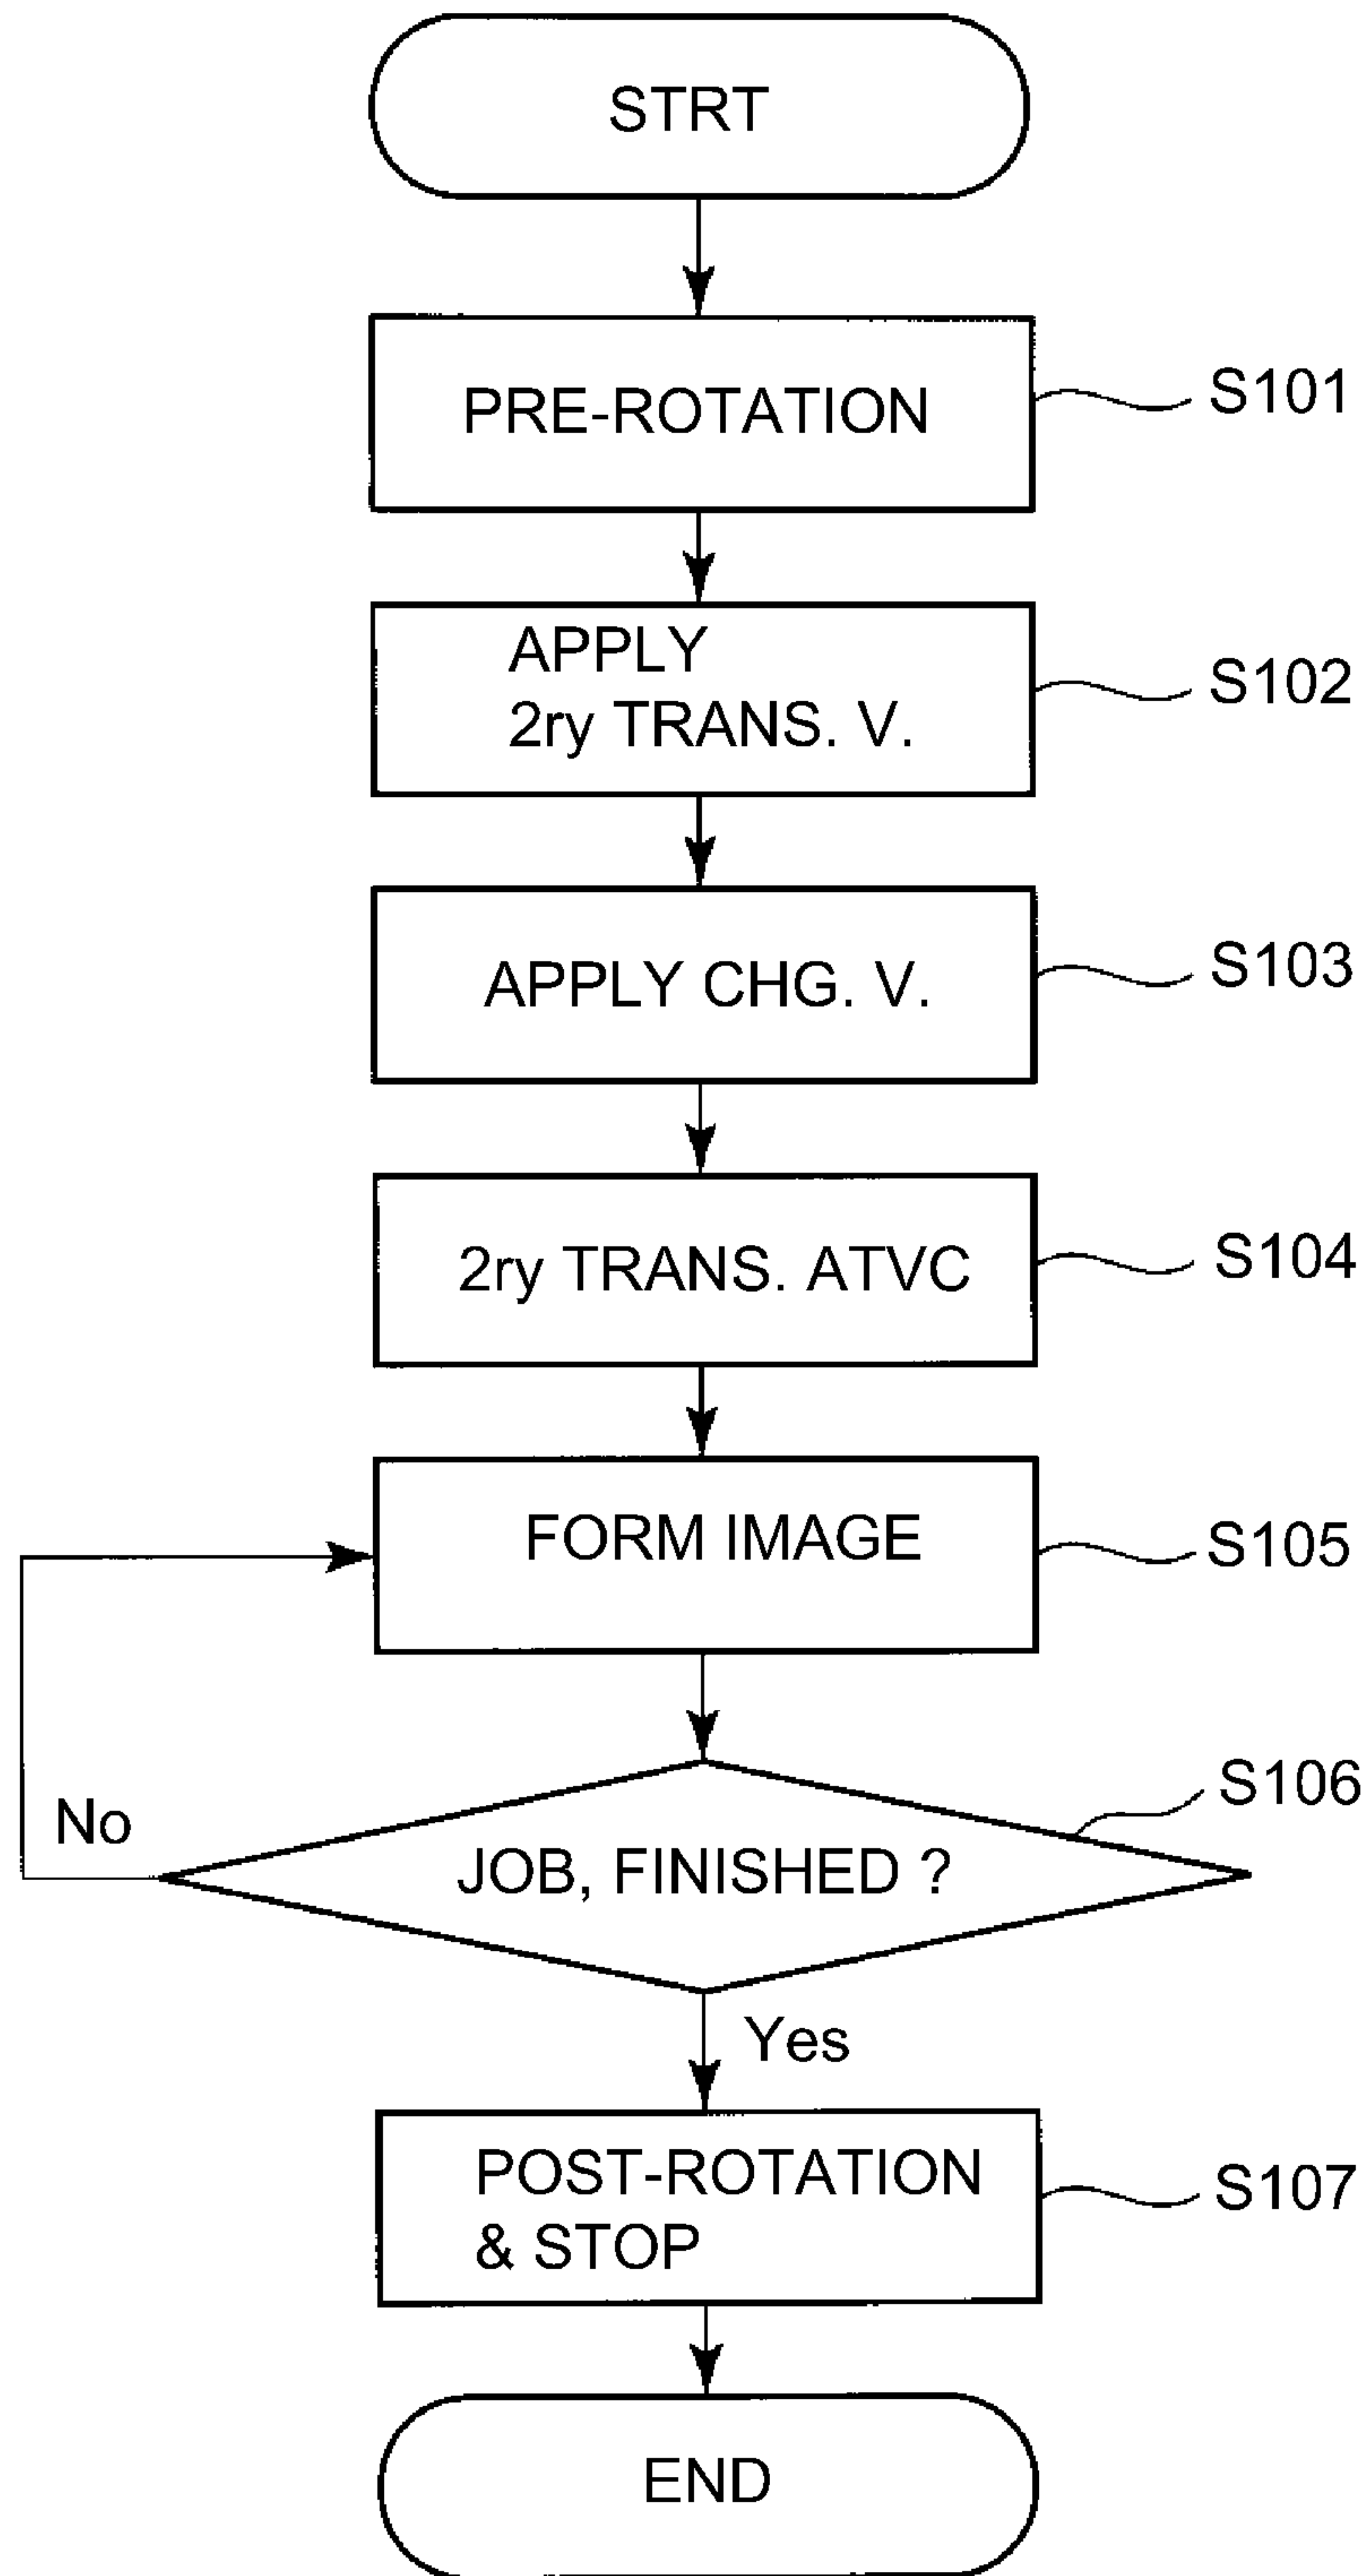 STRT
PRE-ROTATION
S101
APPLY
2ry TRANS. V.
S102
APPLY CHG. V.
S103
2ry TRANS. ATVC
S104
FORM IMAGE
S105
S106
No
JOB, FINISHED ?
Yes
POST-ROTATION
& STOP
S107
END